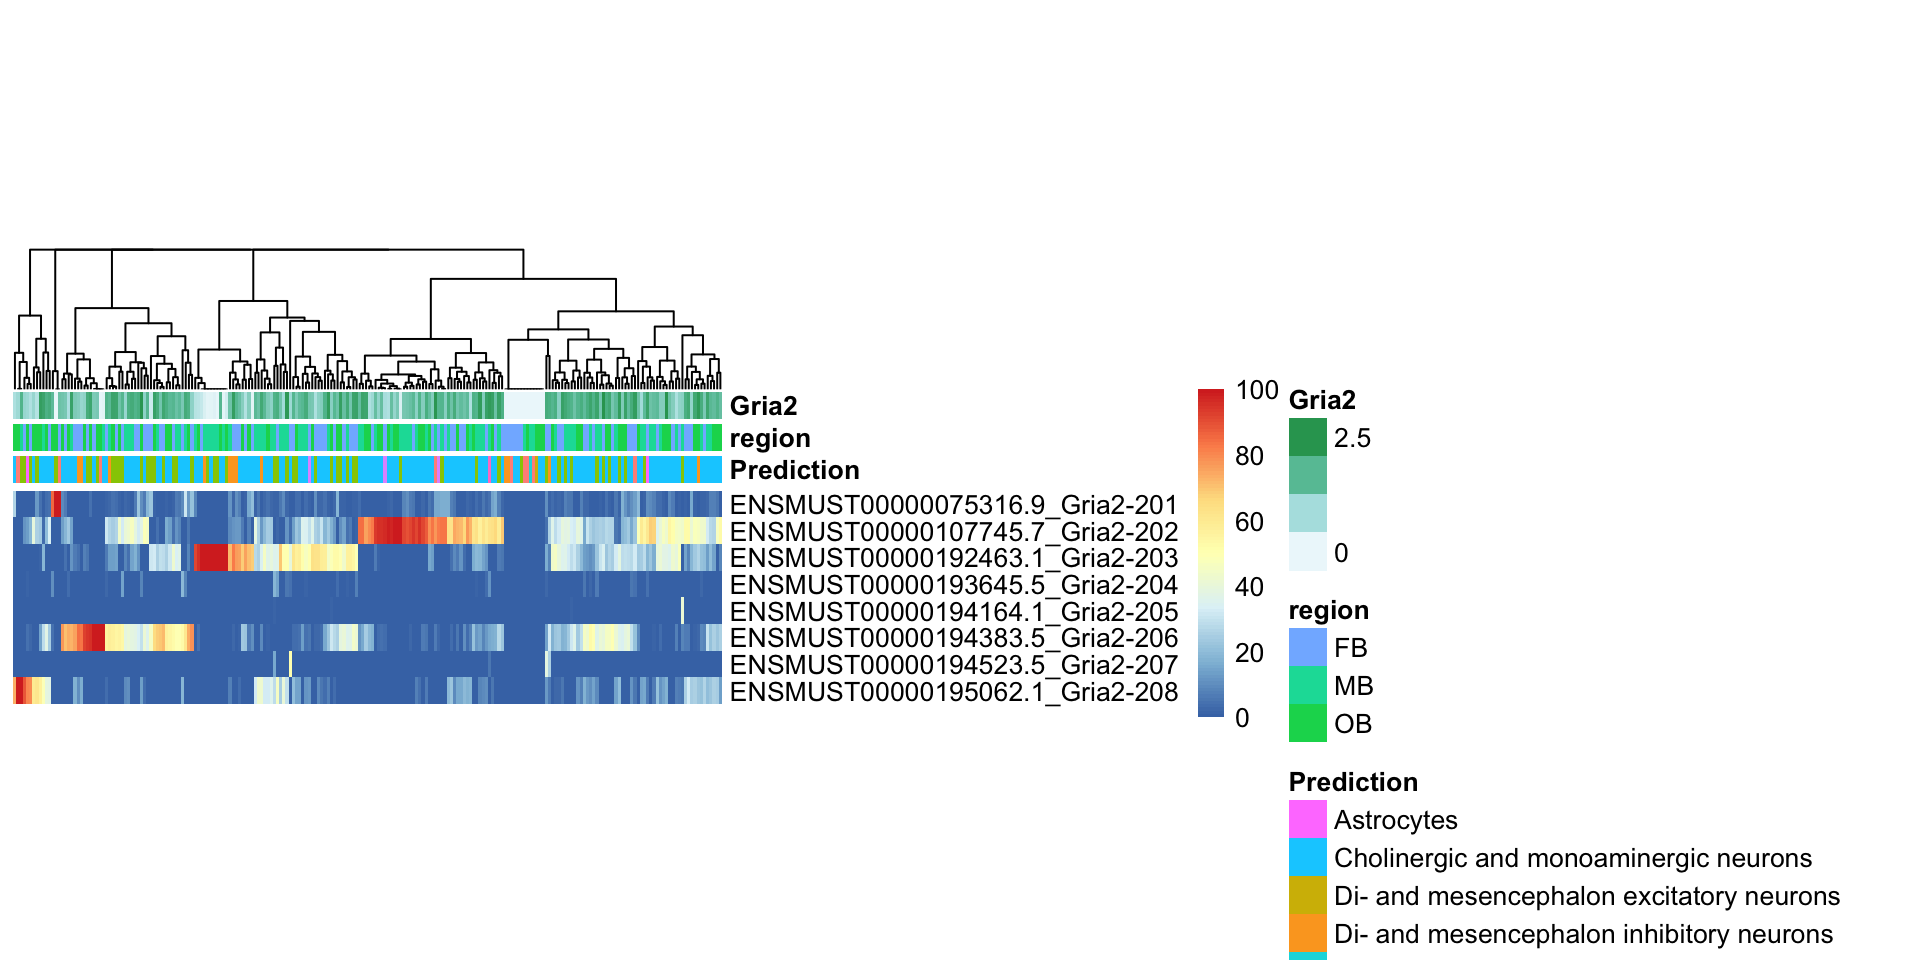 Gria2
region
Prediction
ENSMUST00000075316.9_Gria2-201
ENSMUST00000107745.7_Gria2-202
ENSMUST00000192463.1_Gria2-203
ENSMUST00000193645.5_Gria2-204
ENSMUST00000194164.1_Gria2-205
ENSMUST00000194383.5_Gria2-206
ENSMUST00000194523.5_Gria2-207
ENSMUST00000195062.1_Gria2-208
100
80
60
40
20
0
Gria2
2.5
0
region
FB
MB
OB
Prediction
Astrocytes
Cholinergic and monoaminergic neurons
Di- and mesencephalon excitatory neurons
Di- and mesencephalon inhibitory neurons